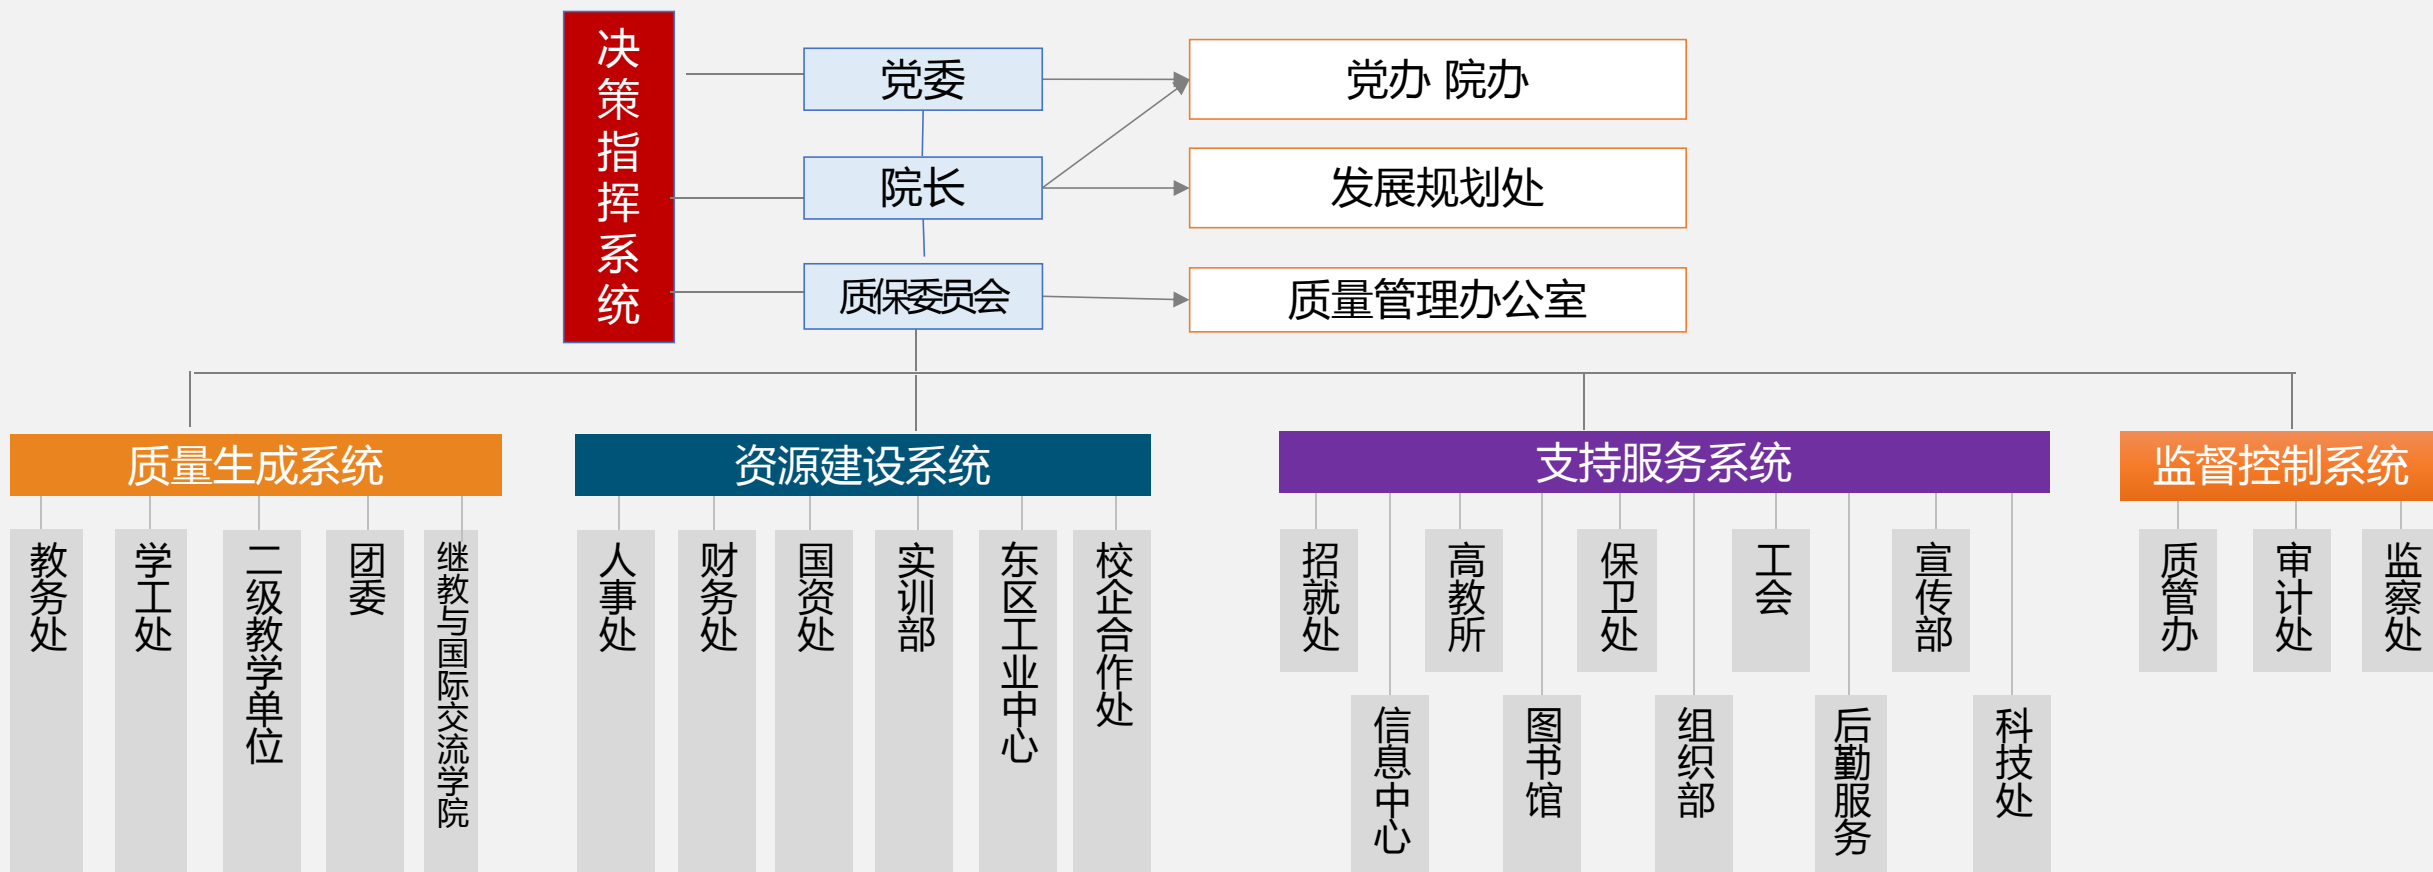 决策指挥系统
党委
党办 院办
院长
发展规划处
质保委员会
质量管理办公室
质量生成系统
资源建设系统
支持服务系统
监督控制系统
教务处
学工处
二级教学单位
团委
继教与国际交流学院
人事处
财务处
国资处
实训部
东区工业中心
校企合作处
招就处
高教所
保卫处
工会
宣传部
信息中心
图书馆
组织部
后勤服务
科技处
质管办
审计处
监察处